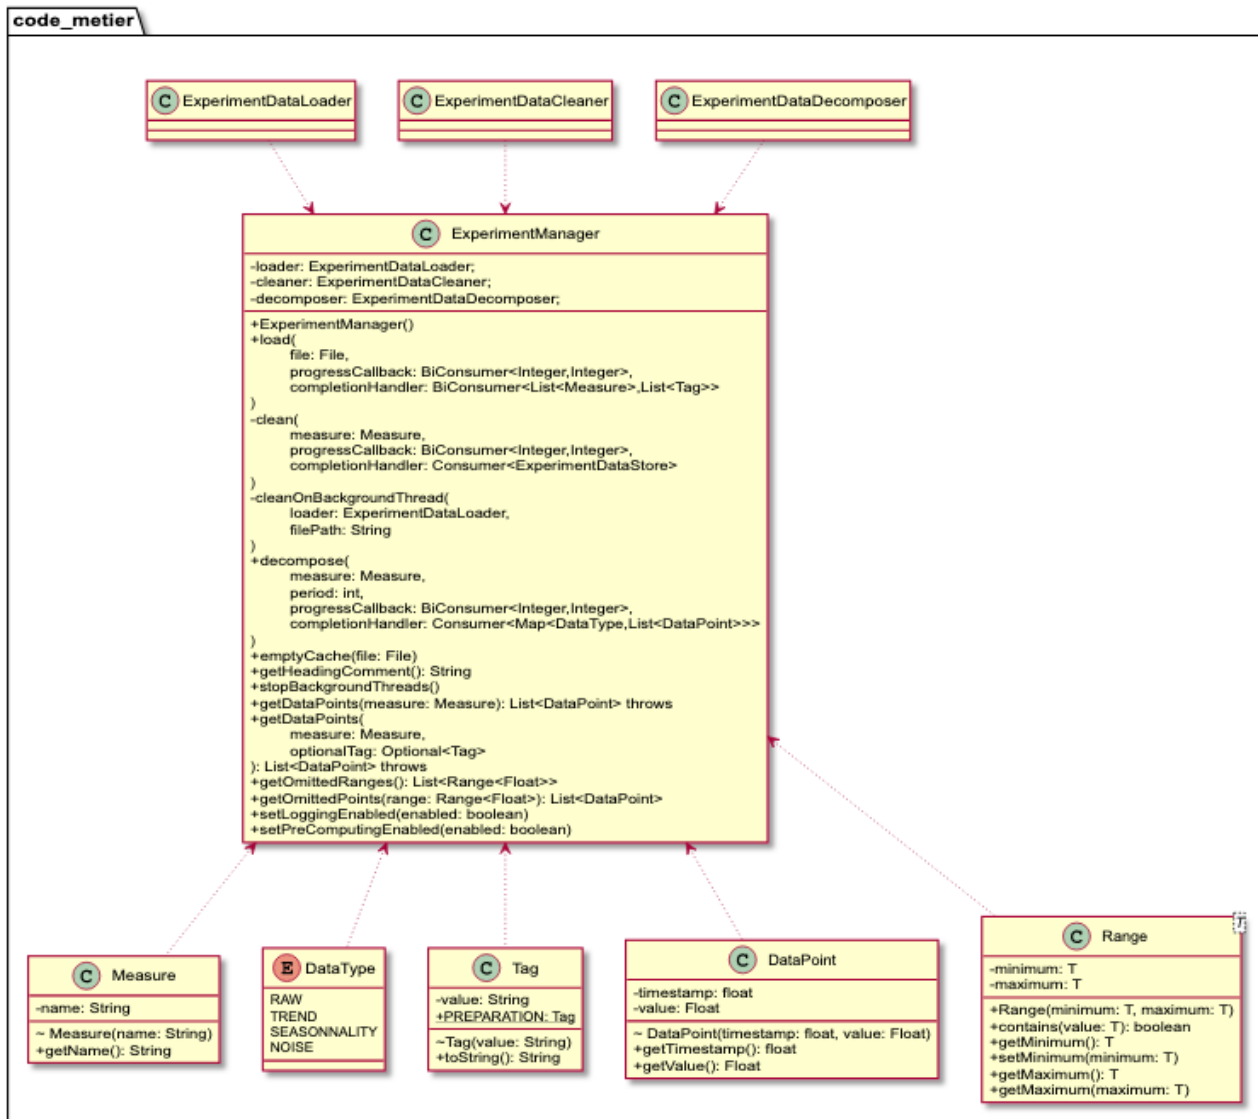 code_metier
C ExperimentDataLoader
C ExperimentDataCleaner
C ExperimentDataDecomposer
C ExperimentManager
-loader: ExperimentDataLoader;
-cleaner: ExperimentDataCleaner;
-decomposer: ExperimentDataDecomposer;
+ExperimentManager()
+load(
file: File,
progressCallback: BiConsumer<Integer,Integer>,
completionHandler: BiConsumer<List<Measure>,List<Tag>>
)
-clean(
measure: Measure,
progressCallback: BiConsumer<Integer,Integer>,
completionHandler: Consumer<ExperimentDataStore>
)
-cleanOnBackgroundThread(
loader: ExperimentDataLoader,
filePath: String
)
+decompose(
measure: Measure,
period: int,
progressCallback: BiConsumer<Integer,Integer>,
completionHandler: Consumer<Map<DataType,List<DataPoint>>>
)
+emptyCache(file: File)
+getHeadingComment(): String
+stopBackgroundThreads()
+getDataPoints(measure: Measure): List<DataPoint> throws
+getDataPoints(
measure: Measure,
optionalTag: Optional<Tag>
): List<DataPoint> throws
+getOmittedRanges(): List<Range<Float>>
+getOmittedPoints(range: Range<Float>): List<DataPoint>
+setLoggingEnabled(enabled: boolean)
+setPreComputingEnabled(enabled: boolean)
C Measure
-name: String
~ Measure(name: String)
+getName(): String
E DataType
RAW
TREND
SEASONNALITY
NOISE
C Tag
-value: String
+PREPARATION: Tag
~Tag(value: String)
+toString(): String
C DataPoint
-timestamp: float
-value: Float
~ DataPoint(timestamp: float, value: Float)
+getTimestamp(): float
+getValue(): Float
C Range
T
-minimum: T
-maximum: T
+Range(minimum: T, maximum: T)
+contains(value: T): boolean
+getMinimum(): T
+setMinimum(minimum: T)
+getMaximum(): T
+getMaximum(maximum: T)